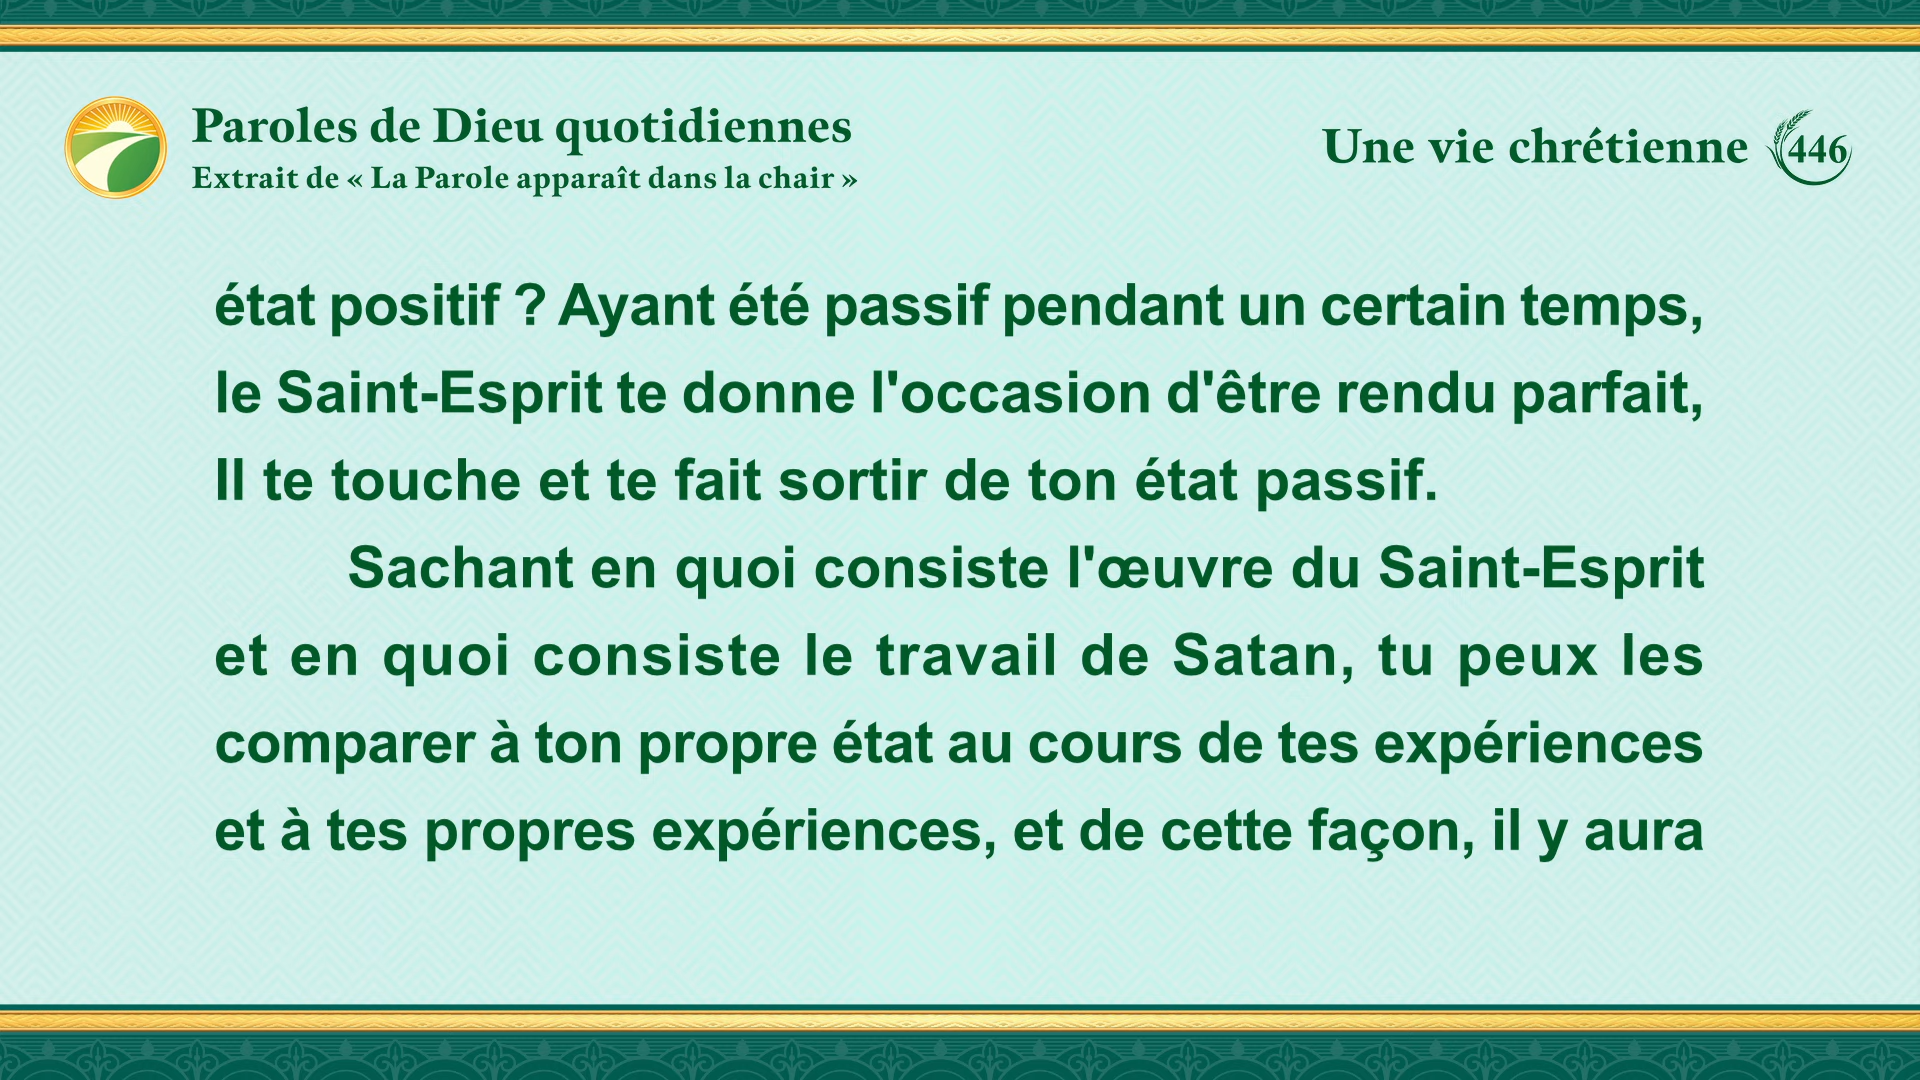 Paroles de Dieu quotidiennes
Extrait de « La Parole apparaît dans la chair »
Une vie chrétienne 446
état positif ? Ayant été passif pendant un certain temps,
le Saint-Esprit te donne l'occasion d'être rendu parfait,
Il te touche et te fait sortir de ton état passif.
Sachant en quoi consiste l'œuvre du Saint-Esprit
et en quoi consiste le travail de Satan, tu peux les
comparer à ton propre état au cours de tes expériences
et à tes propres expériences, et de cette façon, il y aura